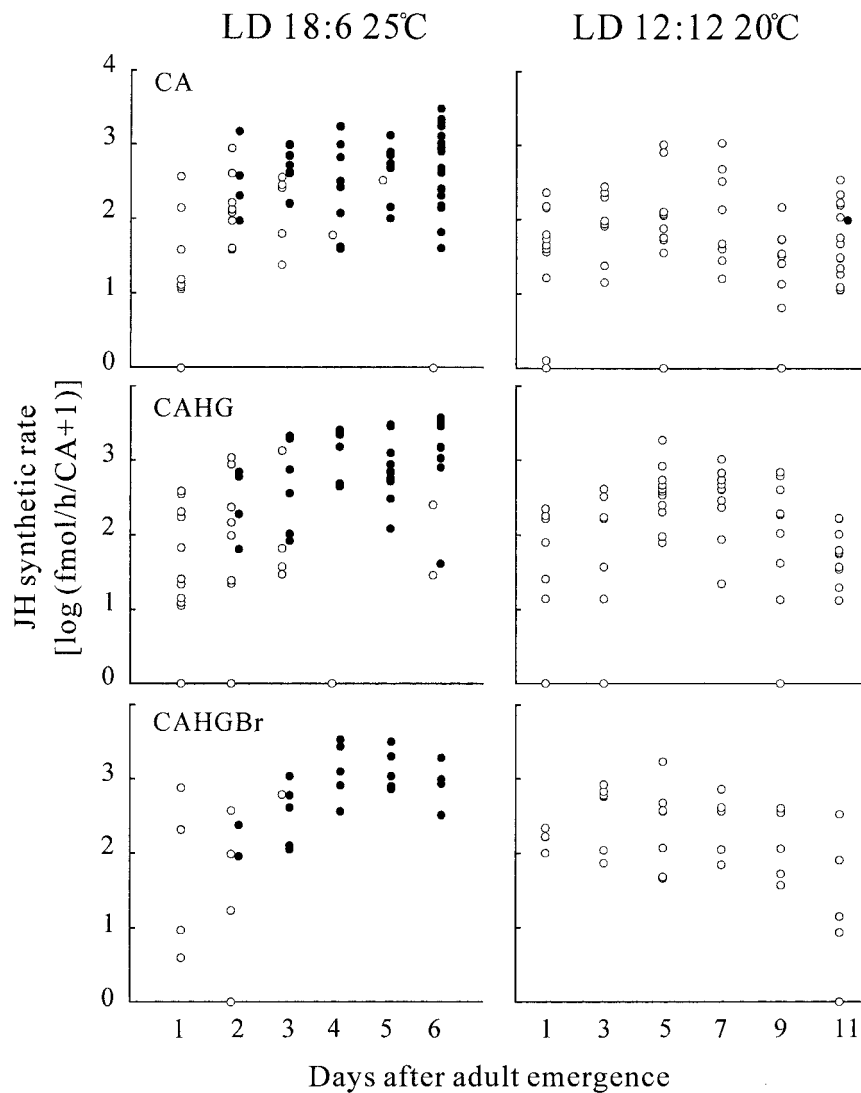 LD 18:6 25℃
LD 12:12 20℃
CA
4
3
2
1
0
CAHG
3
2
1
0
CAHGBr
3
2
1
0
JH synthetic rate
[log (fmol/h/CA+1)]
1 2 3 4 5 6
1 3 5 7 9 11
Days after adult emergence